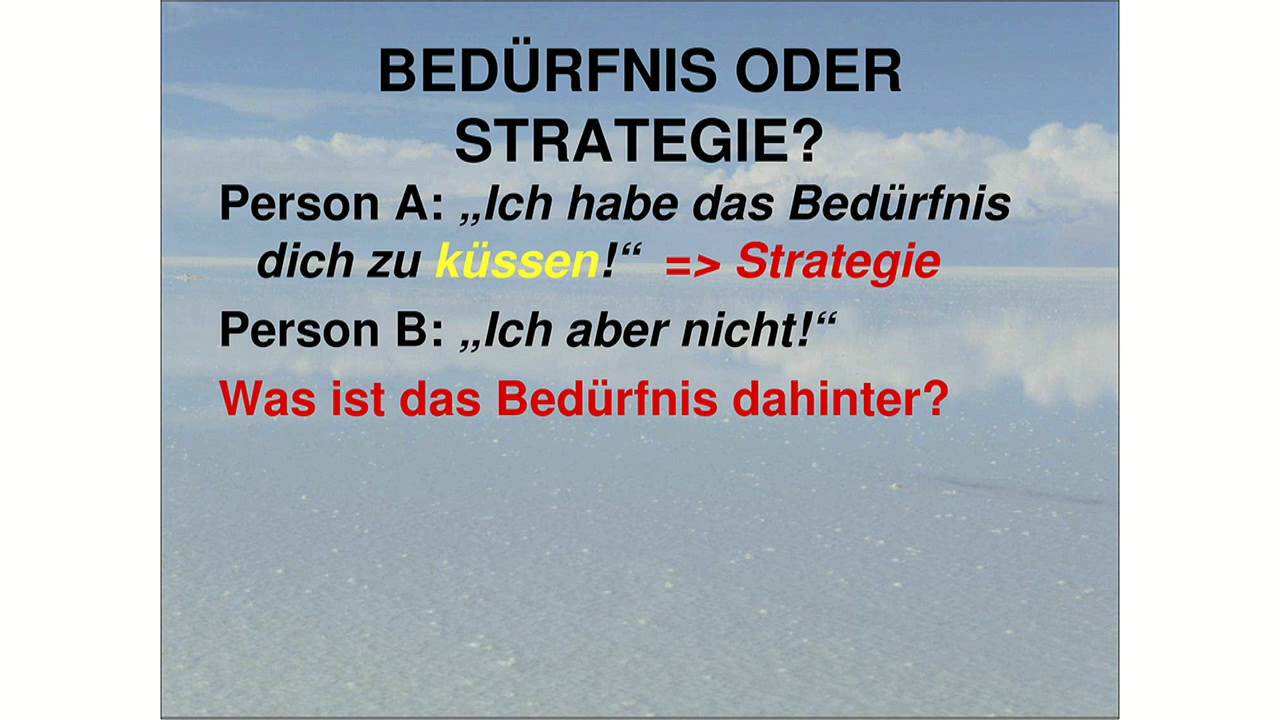 BEDÜRFNIS ODER
STRATEGIE?
Person A: „Ich habe das Bedürfnis
dich zu küssen!“ => Strategie
Person B: „Ich aber nicht!“
Was ist das Bedürfnis dahinter?